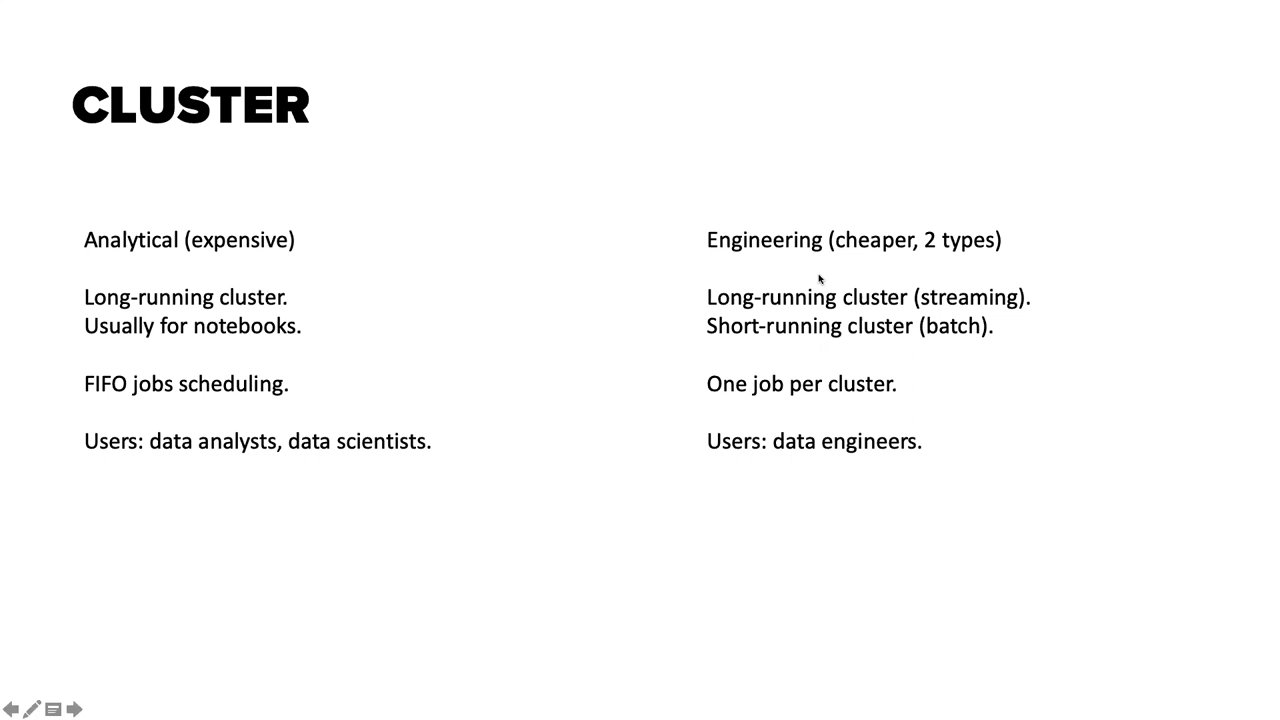 CLUSTER
Analytical (expensive)
Long-running cluster.
Usually for notebooks.
FIFO jobs scheduling.
Users: data analysts, data scientists.
Engineering (cheaper, 2 types)
Long-running cluster (streaming).
Short-running cluster (batch).
One job per cluster.
Users: data engineers.